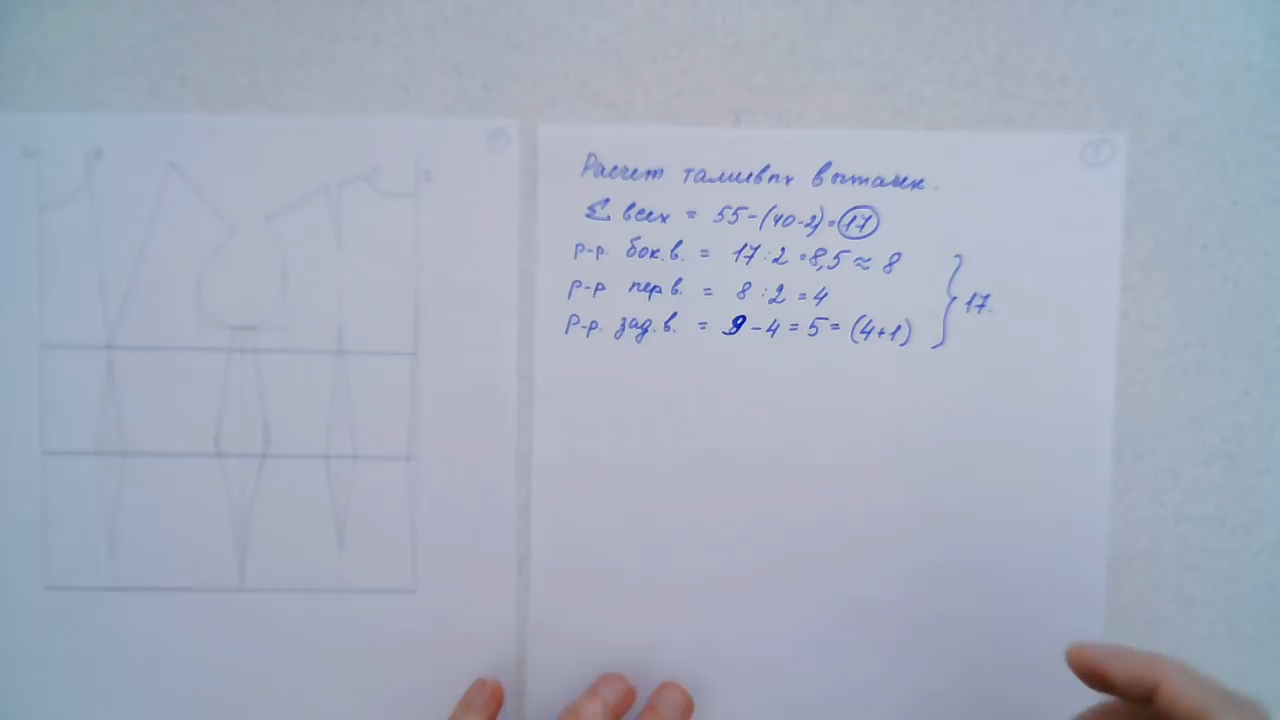 Расчет талиевых вытачек.
Σ всех = 55-(40-2)=17
р-р. бок.в. = 17:2=8,5≈8
р-р пер в. = 8:2=4
р-р. зад.в. = 9-4=5=(4+1)
17.